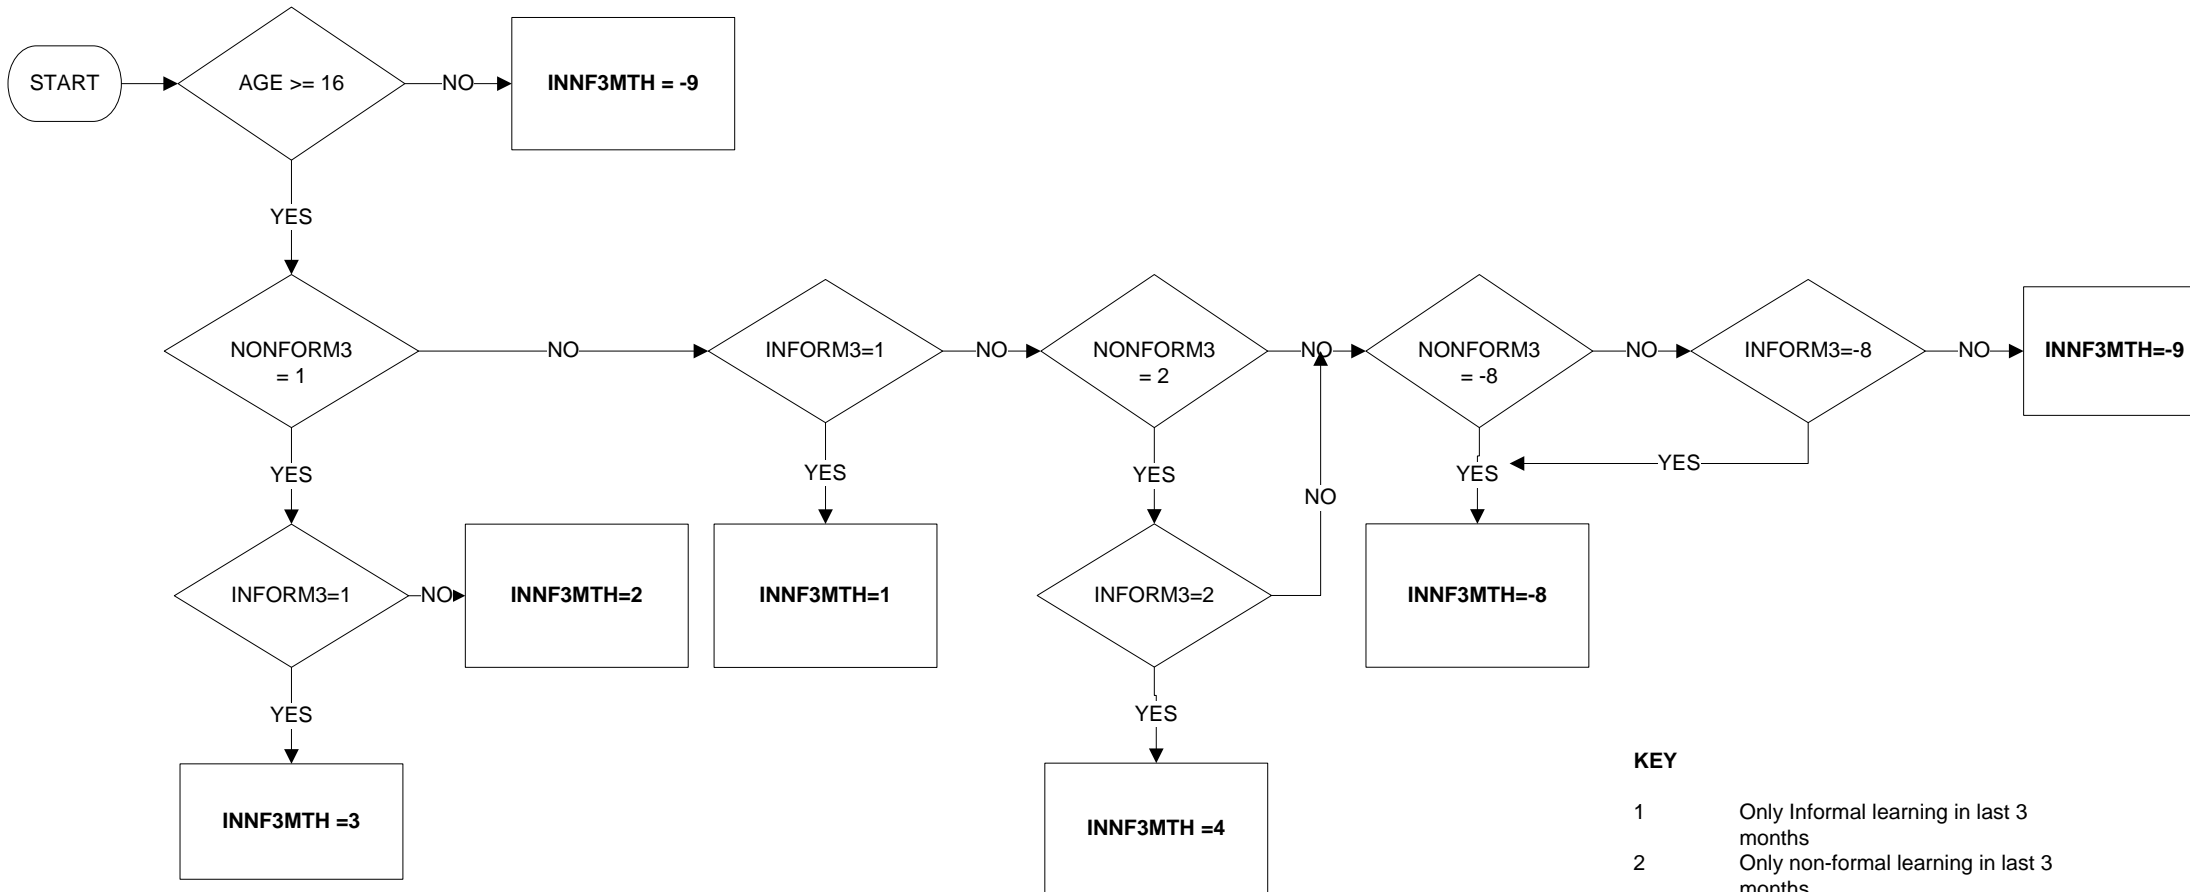 START
AGE >= 16
NO
INNF3MTH = -9
YES
NONFORM3
= 1
NO
INFORM3=1
NO
NONFORM3
= 2
NO
NONFORM3
= -8
NO
INFORM3=-8
NO
INNF3MTH=-9
YES
YES
YES
YES
YES
NO
INFORM3=1
NO
INNF3MTH=2
INNF3MTH=1
INFORM3=2
INNF3MTH=-8
YES
YES
INNF3MTH =3
INNF3MTH =4
KEY
1 Only Informal learning in last 3
months
2 Only non-formal learning in last 3
months